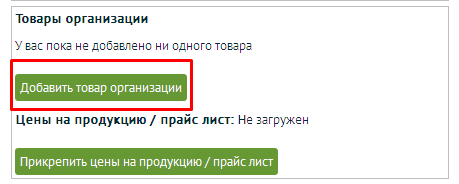 Товары организации
У вас пока не добавлено ни одного товара
Добавить товар организации
Цены на продукцию / прайс лист: Не загружен
Прикрепить цены на продукцию / прайс лист